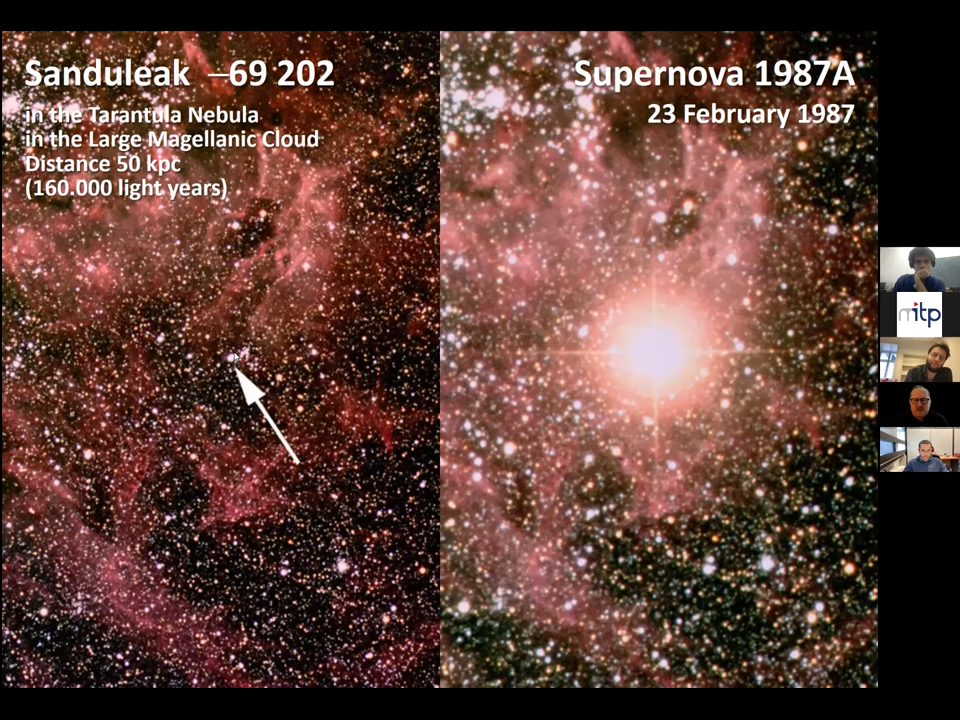 Sanduleak –69 202
in the Tarantula Nebula
in the Large Magellanic Cloud
Distance 50 kpc
(160.000 light years)
Supernova 1987A
23 February 1987
mitp